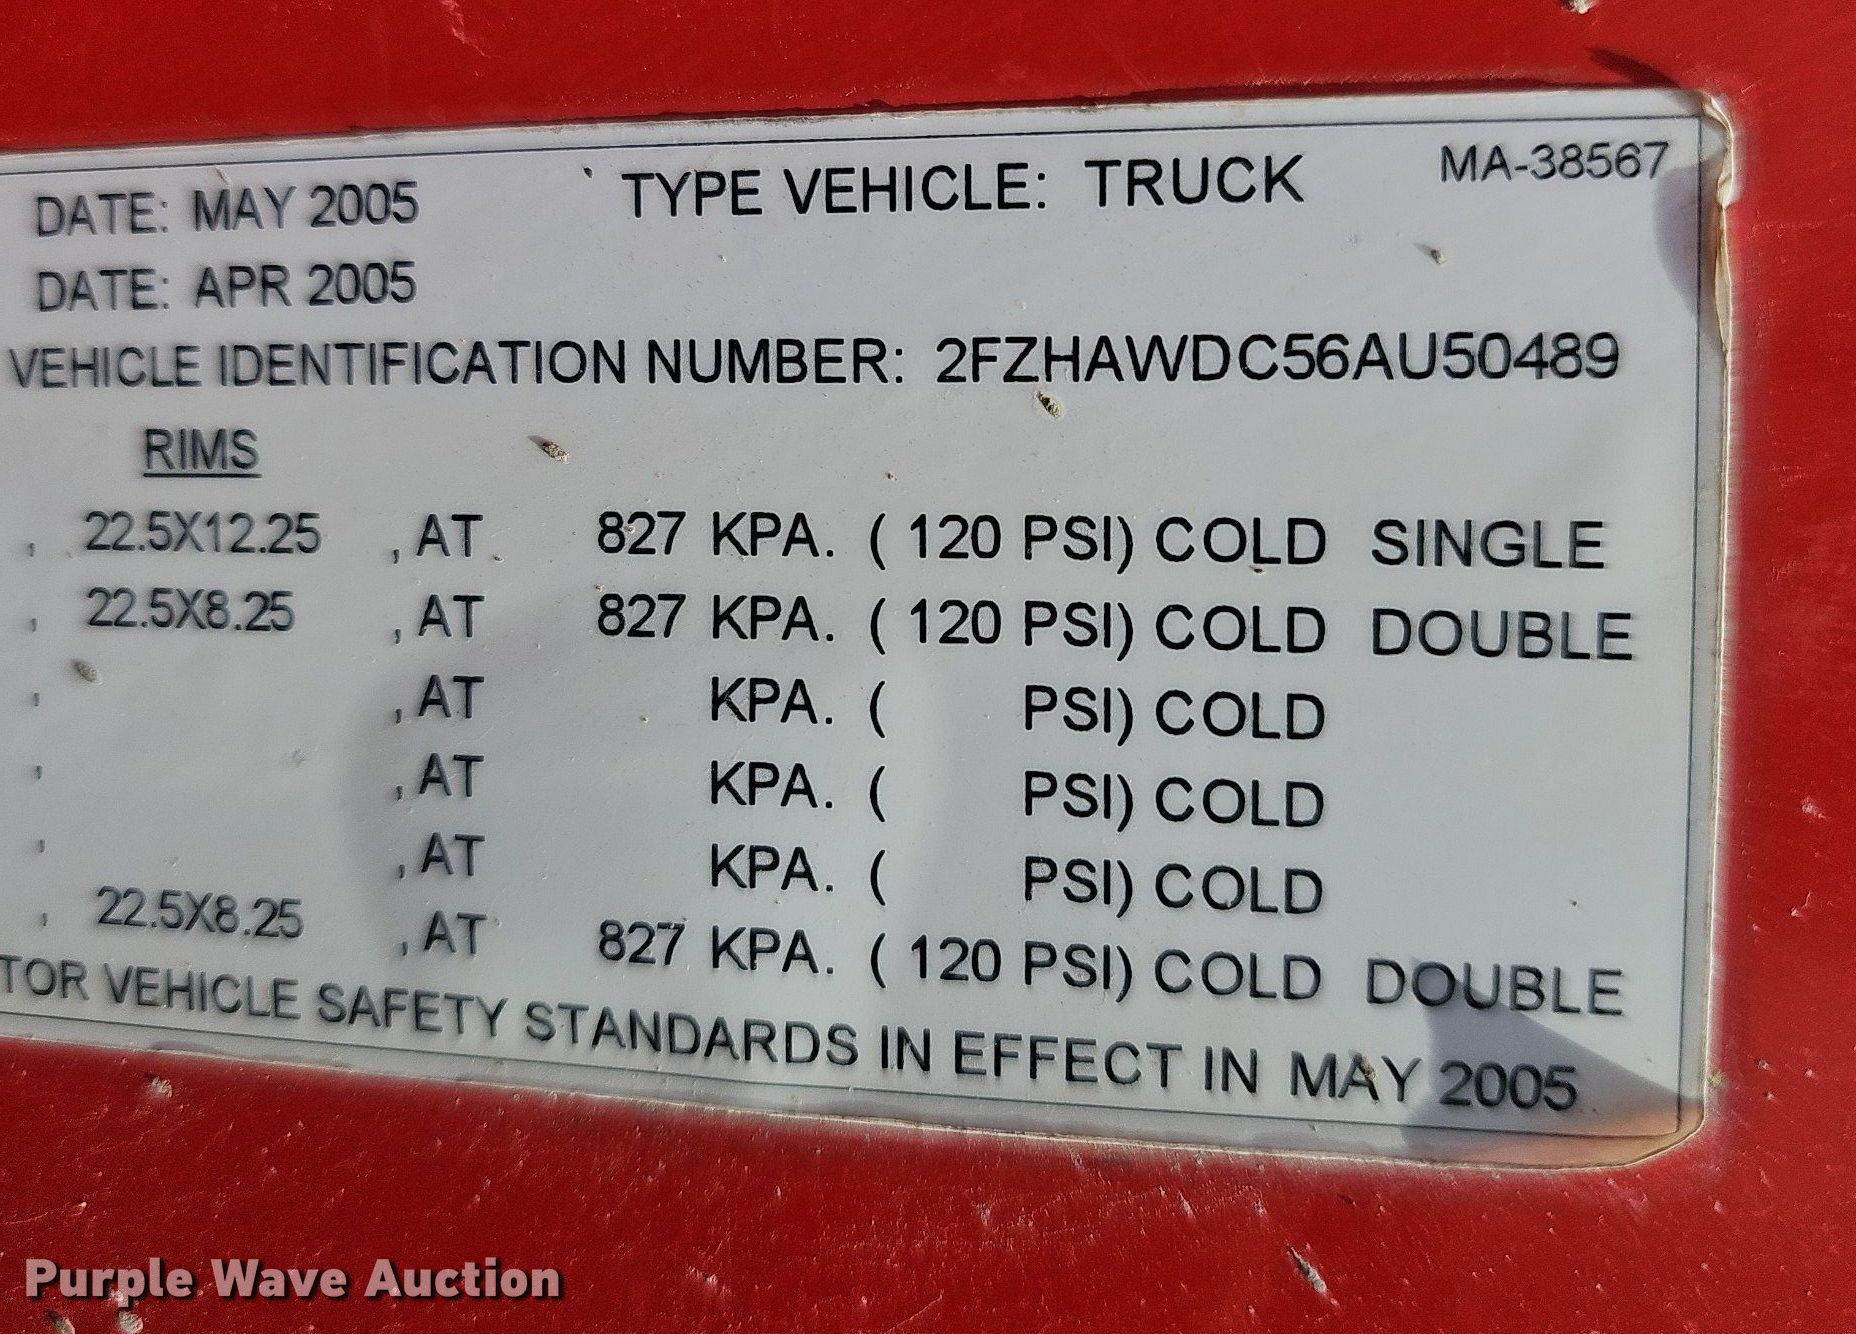 DATE: MAY 2005 TYPE VEHICLE: TRUCK MA-38567
DATE: APR 2005
VEHICLE IDENTIFICATION NUMBER: 2FZHAWDC56AU50489
RIMS
, 22.5X12.25 , AT 827 KPA. ( 120 PSI) COLD SINGLE
, 22.5X8.25 , AT 827 KPA. ( 120 PSI) COLD DOUBLE
, , AT KPA. ( PSI) COLD
, , AT KPA. ( PSI) COLD
, , AT KPA. ( PSI) COLD
, 22.5X8.25 , AT 827 KPA. ( 120 PSI) COLD DOUBLE
TOR VEHICLE SAFETY STANDARDS IN EFFECT IN MAY 2005
Purple Wave Auction